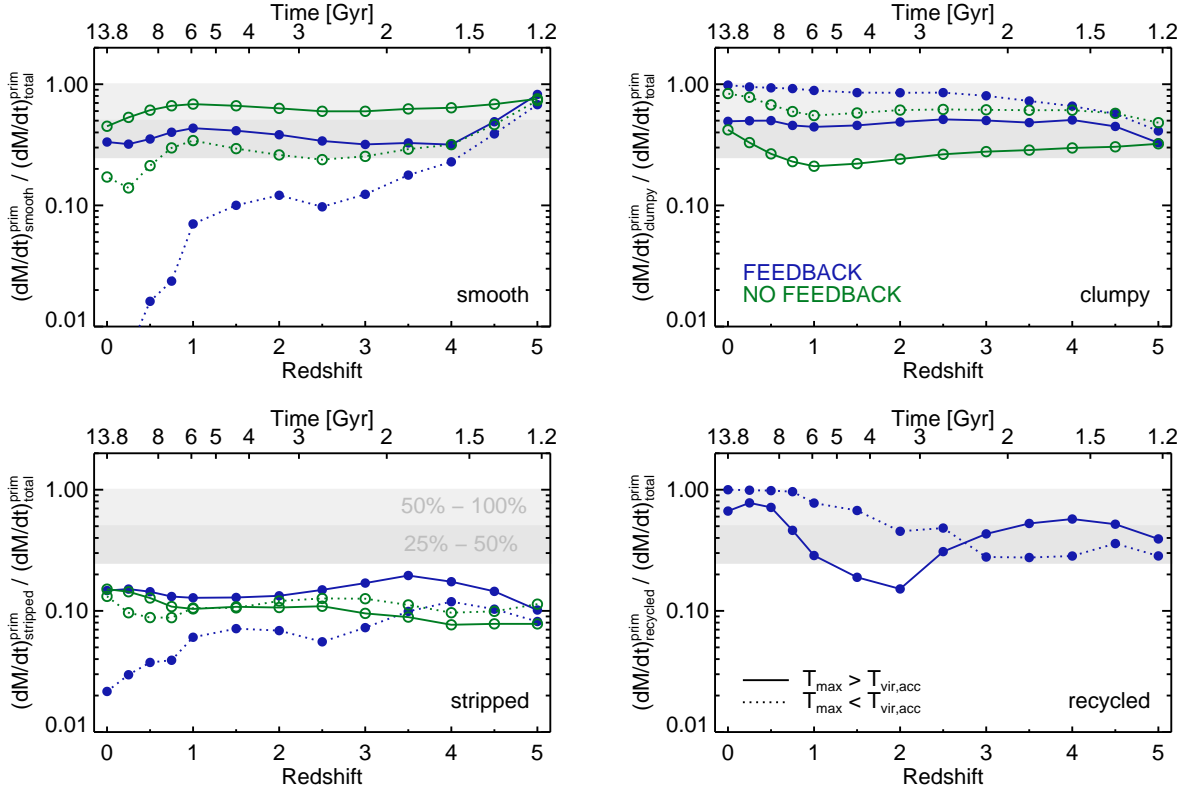 Time [Gyr]
13.8 8 6 5 4 3 2 1.5 1.2
1.00
0.10
0.01
(dM/dt)^prim_smooth / (dM/dt)^prim_total
smooth
0 1 2 3 4 5
Redshift
Time [Gyr]
13.8 8 6 5 4 3 2 1.5 1.2
1.00
0.10
0.01
(dM/dt)^prim_clumpy / (dM/dt)^prim_total
FEEDBACK
NO FEEDBACK
clumpy
0 1 2 3 4 5
Redshift
Time [Gyr]
13.8 8 6 5 4 3 2 1.5 1.2
1.00
0.10
0.01
(dM/dt)^prim_stripped / (dM/dt)^prim_total
50% − 100%
25% − 50%
stripped
0 1 2 3 4 5
Redshift
Time [Gyr]
13.8 8 6 5 4 3 2 1.5 1.2
1.00
0.10
0.01
(dM/dt)^prim_recycled / (dM/dt)^prim_total
T_max > T_vir,acc
T_max < T_vir,acc
recycled
0 1 2 3 4 5
Redshift